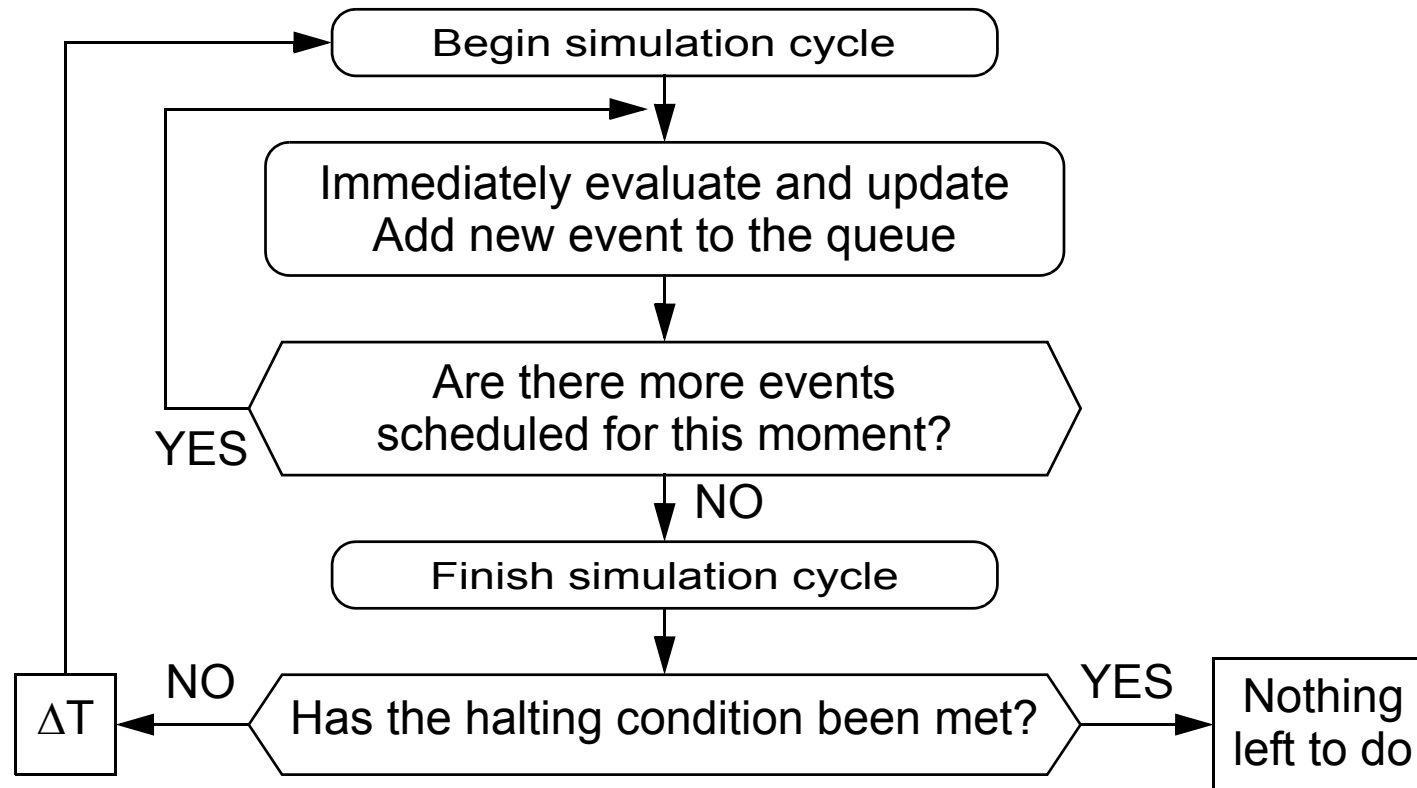 Begin simulation cycle
Immediately evaluate and update
Add new event to the queue
Are there more events
scheduled for this moment?
YES
NO
Finish simulation cycle
Has the halting condition been met?
NO
ΔT
YES
Nothing
left to do